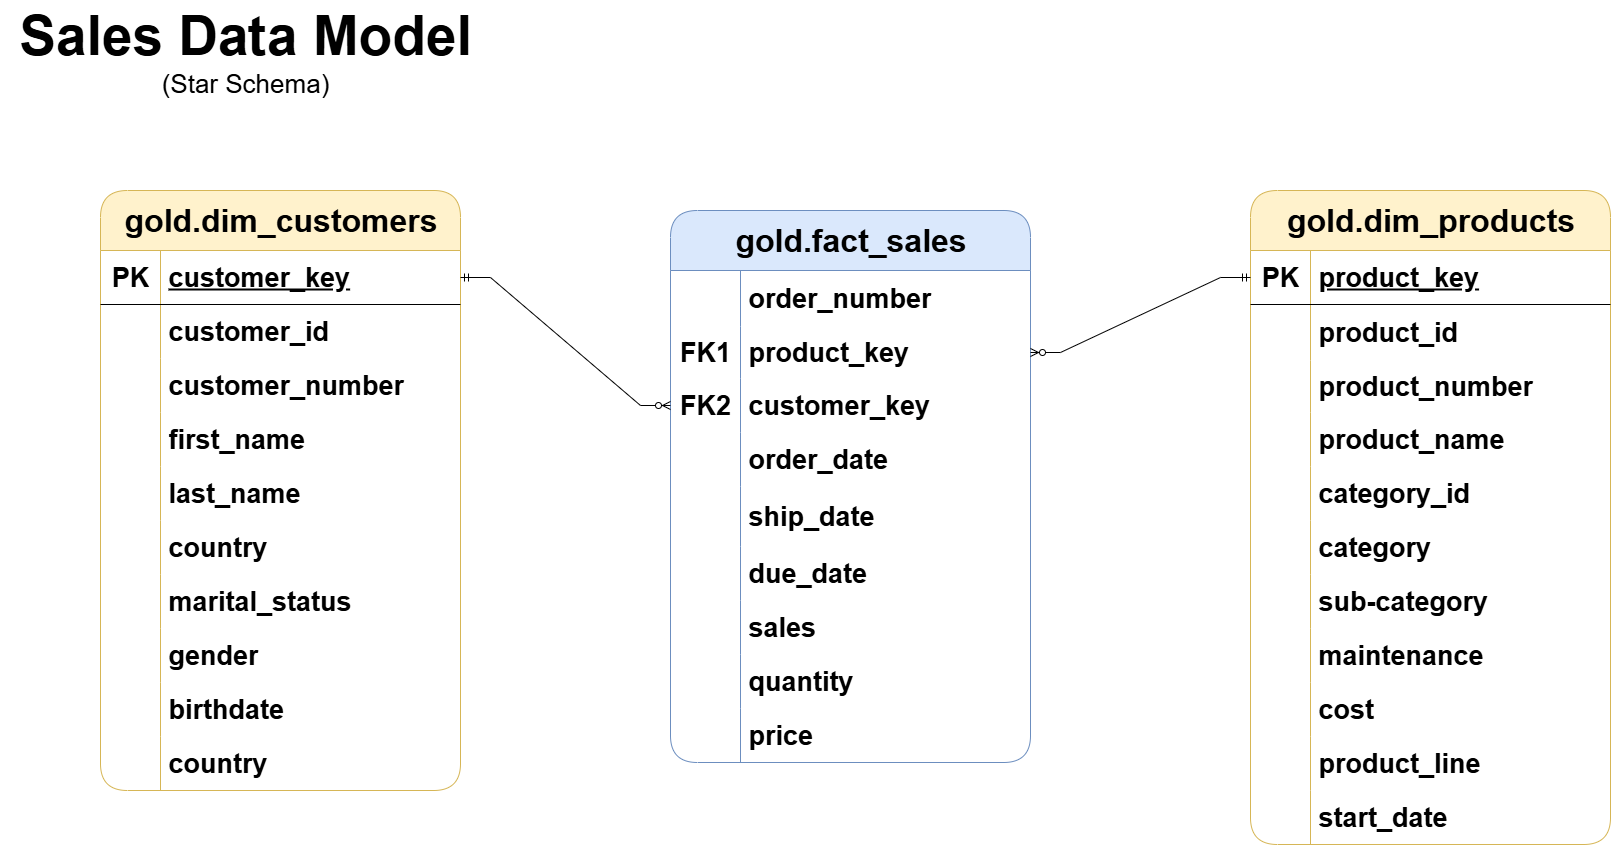 Sales Data Model
(Star Schema)
gold.dim_customers
PK customer_key
customer_id
customer_number
first_name
last_name
country
marital_status
gender
birthdate
country
gold.fact_sales
order_number
FK1 product_key
FK2 customer_key
order_date
ship_date
due_date
sales
quantity
price
gold.dim_products
PK product_key
product_id
product_number
product_name
category_id
category
sub-category
maintenance
cost
product_line
start_date